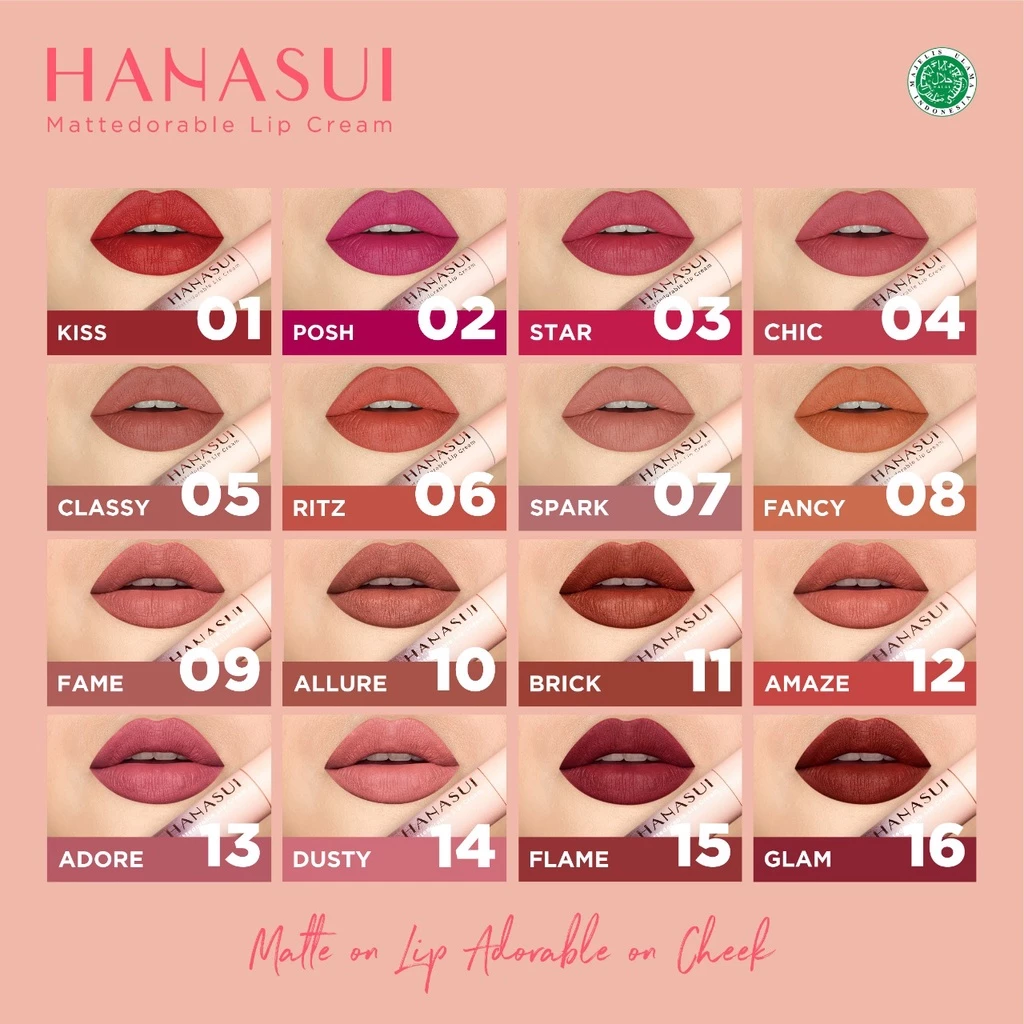 HANASUI
Mattedorable Lip Cream
MAJELIS ULAMA INDONESIA
حلال
HALAL
HANASUI
Mattedorable Lip Cream
KISS 01
HANASUI
Mattedorable Lip Cream
POSH 02
HANASUI
Mattedorable Lip Cream
STAR 03
HANASUI
Mattedorable Lip Cream
CHIC 04
HANASUI
Mattedorable Lip Cream
CLASSY 05
HANASUI
Mattedorable Lip Cream
RITZ 06
HANASUI
SPARK 07
HANASUI
Mattedorable Lip Cream
FANCY 08
HANASUI
FAME 09
HANASUI
ALLURE 10
HANASUI
BRICK 11
HANASUI
AMAZE 12
HANASUI
ADORE 13
HANASUI
DUSTY 14
HANASUI
FLAME 15
HANASUI
GLAM 16
Matte on Lip Adorable on Cheek